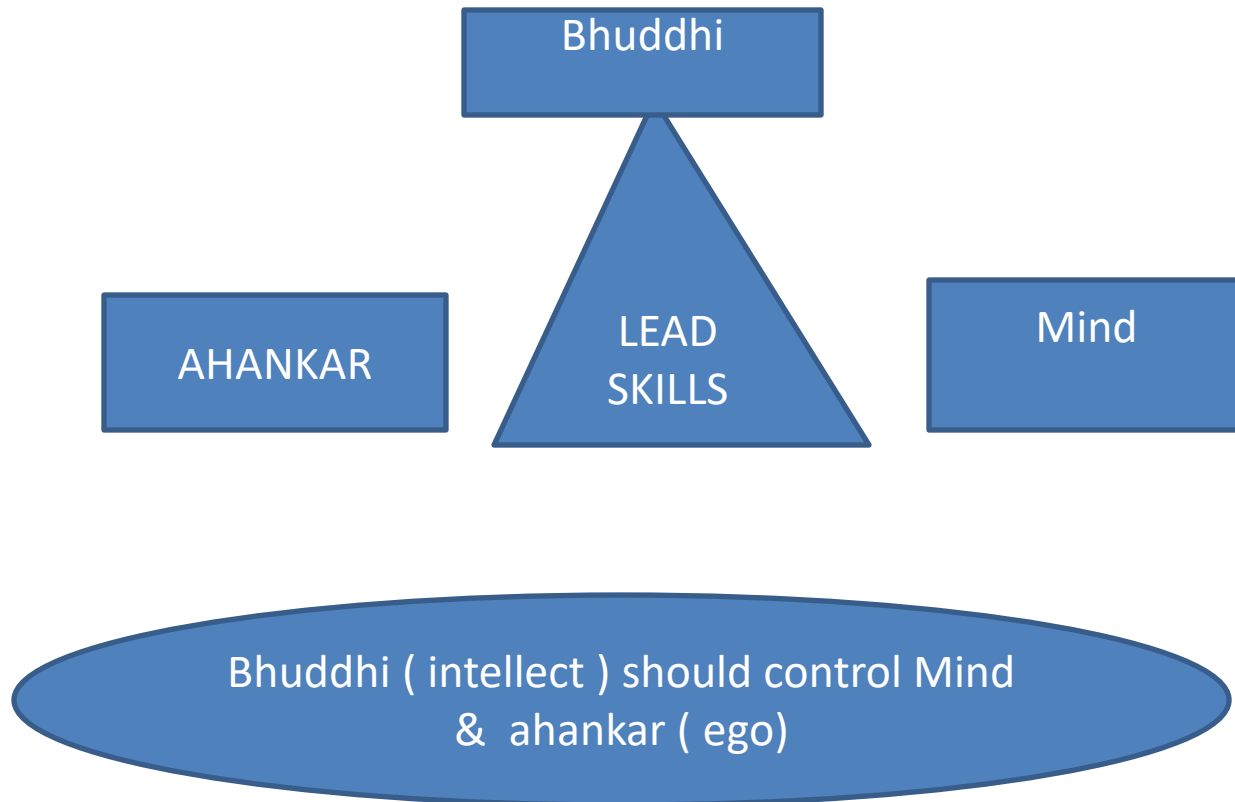 Bhuddhi
AHANKAR
LEAD
SKILLS
Mind
Bhuddhi ( intellect ) should control Mind
& ahankar ( ego)